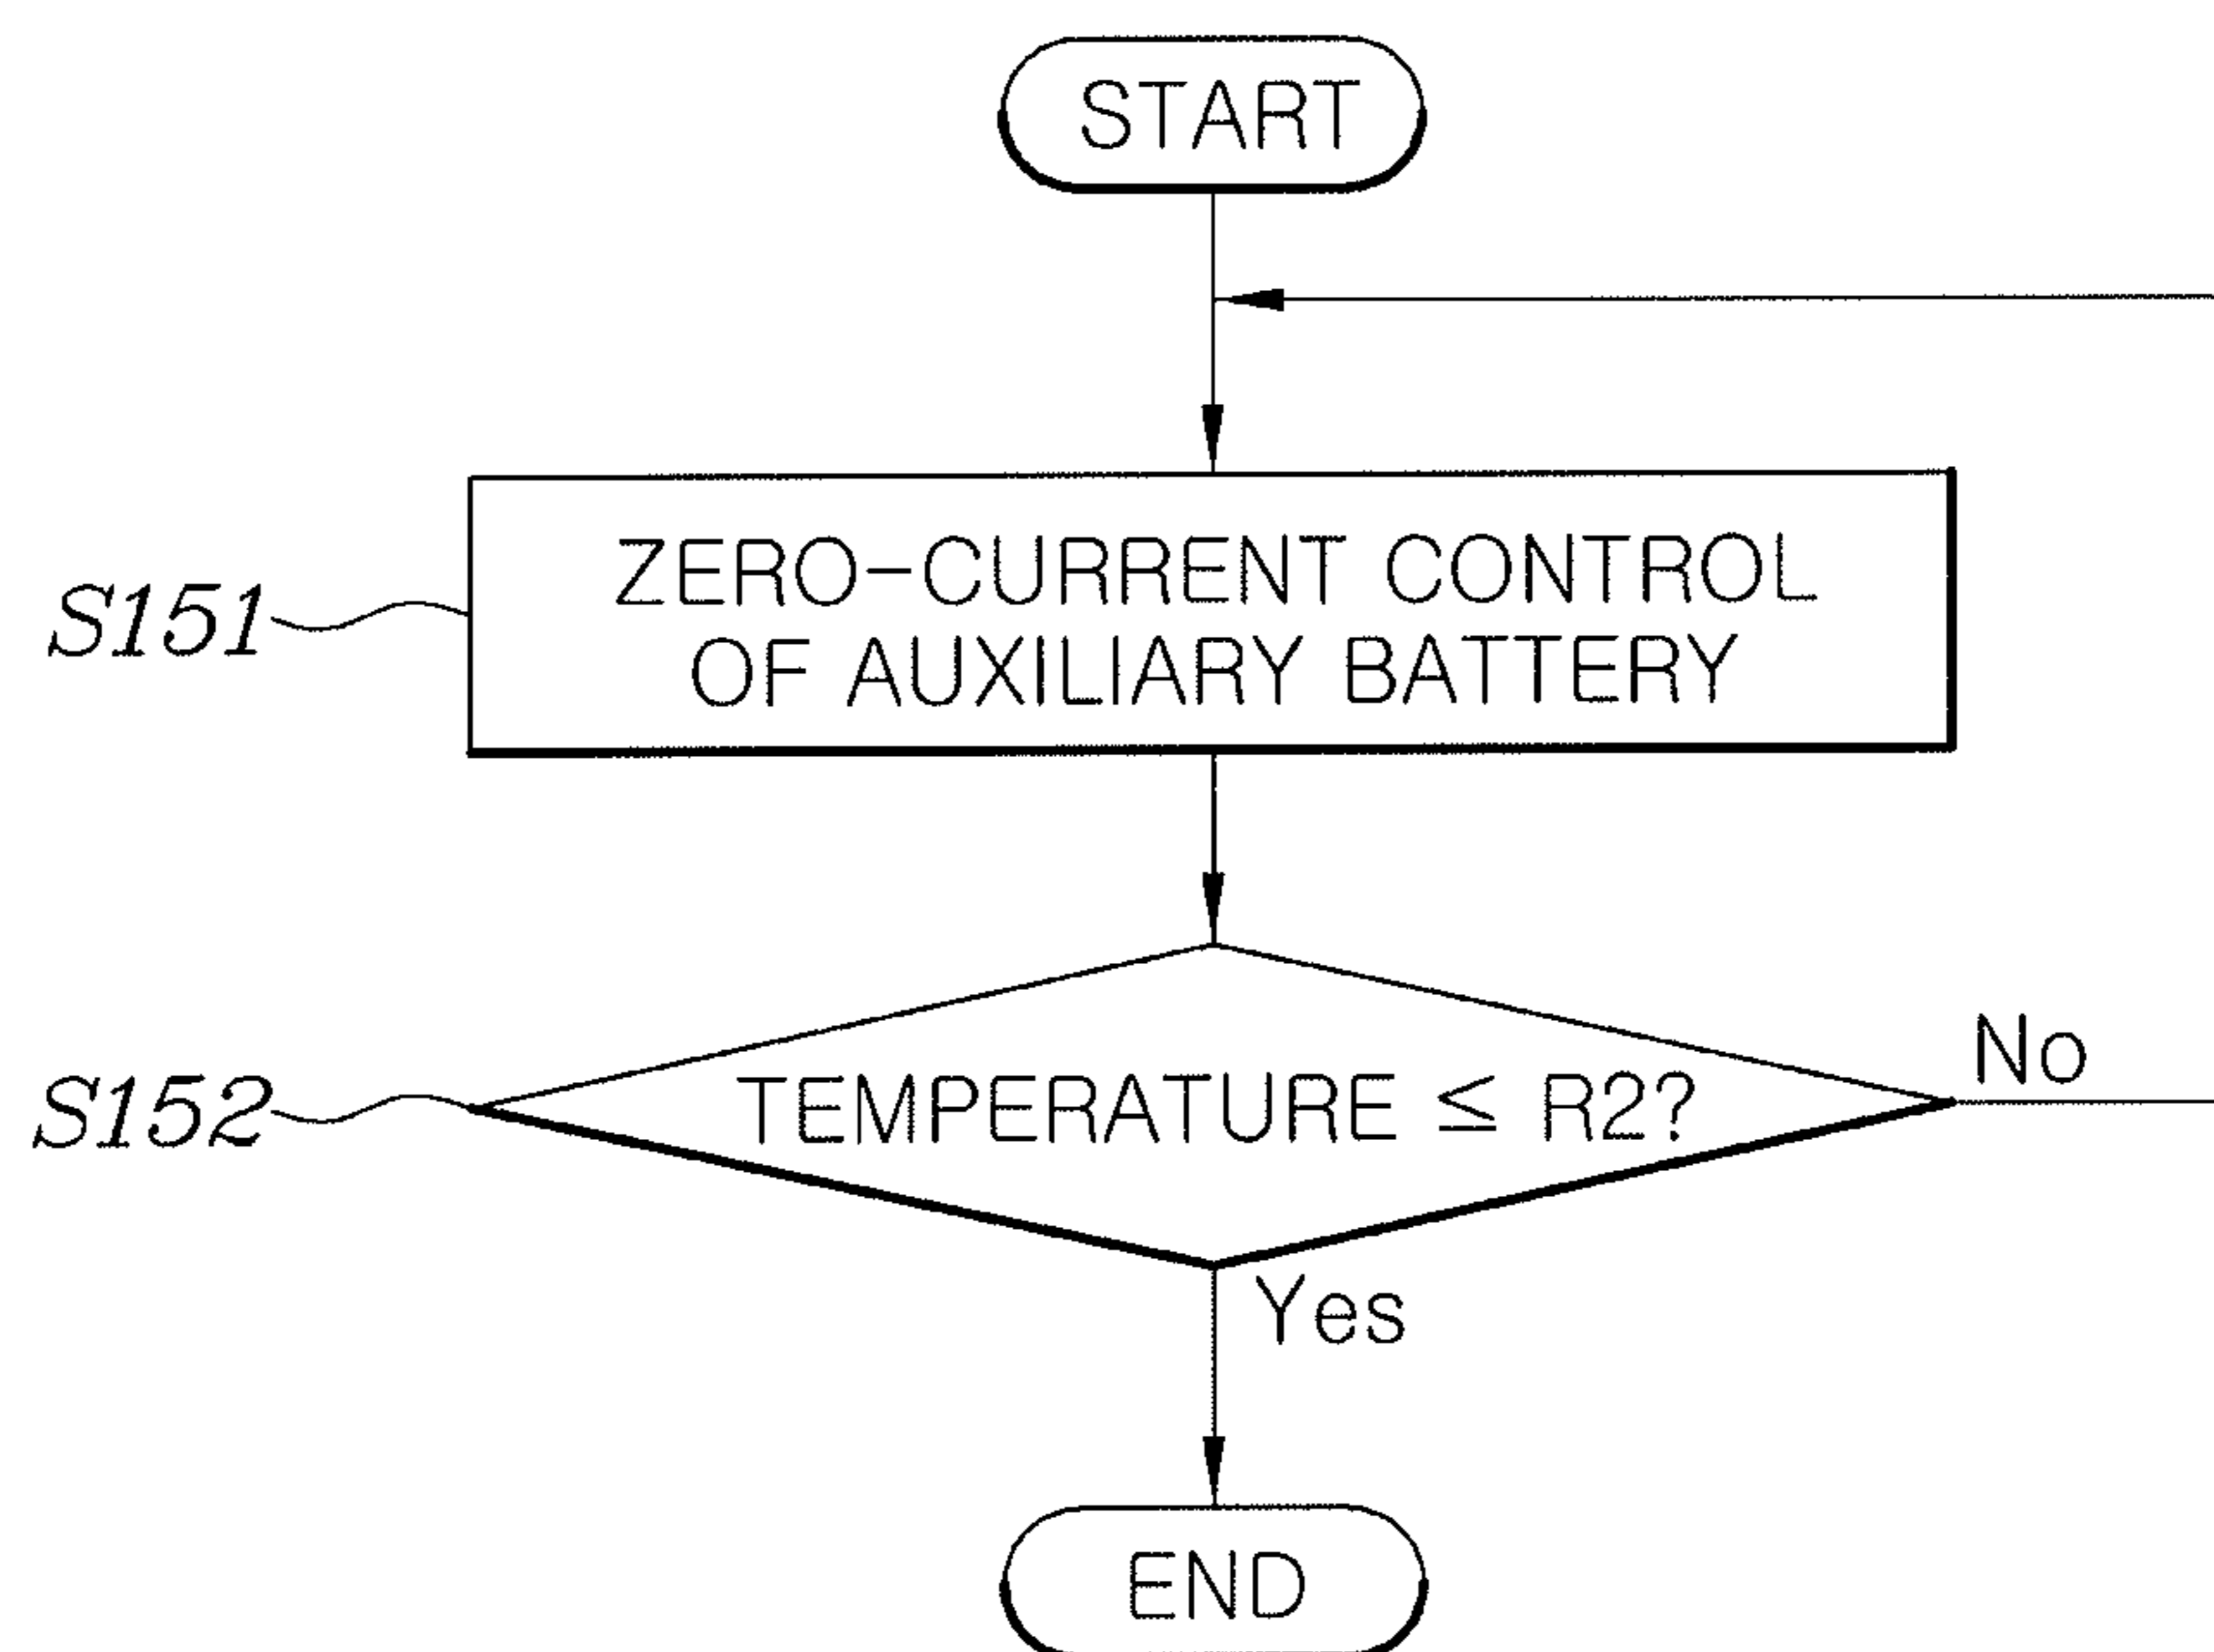 START
S151
ZERO-CURRENT CONTROL
OF AUXILIARY BATTERY
S152
TEMPERATURE ≤ R2?
No
Yes
END